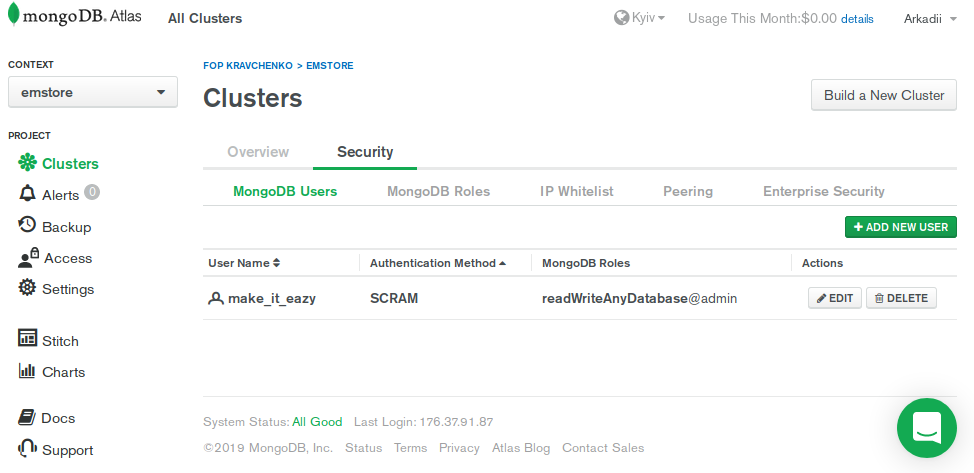 mongoDB. Atlas All Clusters Kyiv Usage This Month:$0.00 details Arkadii
CONTEXT
emstore
PROJECT
Clusters
Alerts 0
Backup
Access
Settings
Stitch
Charts
Docs
Support
FOP KRAVCHENKO > EMSTORE
Clusters
Build a New Cluster
Overview Security
MongoDB Users MongoDB Roles IP Whitelist Peering Enterprise Security
+ ADD NEW USER
User Name Authentication Method MongoDB Roles Actions
make_it_eazy SCRAM readWriteAnyDatabase@admin EDIT DELETE
System Status: All Good Last Login: 176.37.91.87
©2019 MongoDB, Inc. Status Terms Privacy Atlas Blog Contact Sales